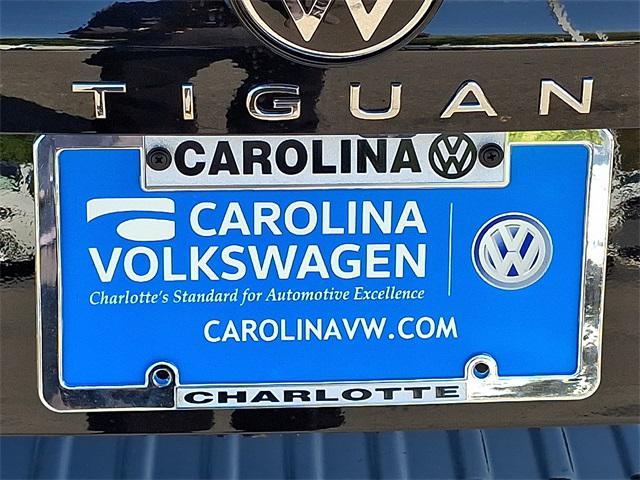 TIGUAN
CAROLINA
CAROLINA
VOLKSWAGEN
Charlotte's Standard for Automotive Excellence
CAROLINAVW.COM
CHARLOTTE